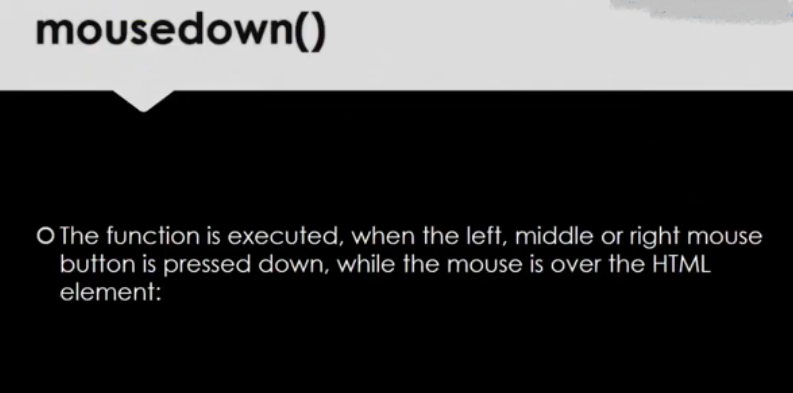 mousedown()
The function is executed, when the left, middle or right mouse
button is pressed down, while the mouse is over the HTML
element: